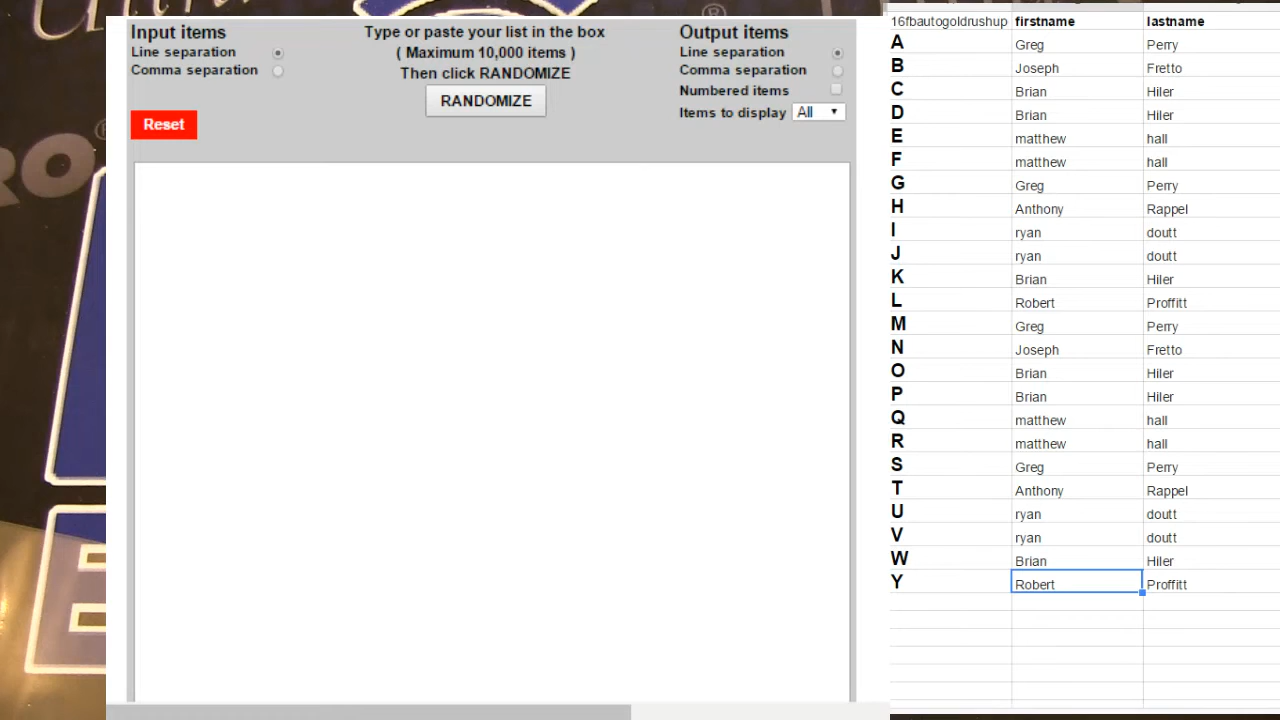 Input items
Line separation
Comma separation
Reset
Type or paste your list in the box
( Maximum 10,000 items )
Then click RANDOMIZE
RANDOMIZE
Output items
Line separation
Comma separation
Numbered items
Items to display All
16fbautogoldrushup firstname lastname
A Greg Perry
B Joseph Fretto
C Brian Hiler
D Brian Hiler
E matthew hall
F matthew hall
G Greg Perry
H Anthony Rappel
I ryan doutt
J ryan doutt
K Brian Hiler
L Robert Proffitt
M Greg Perry
N Joseph Fretto
O Brian Hiler
P Brian Hiler
Q matthew hall
R matthew hall
S Greg Perry
T Anthony Rappel
U ryan doutt
V ryan doutt
W Brian Hiler
Y Robert Proffitt